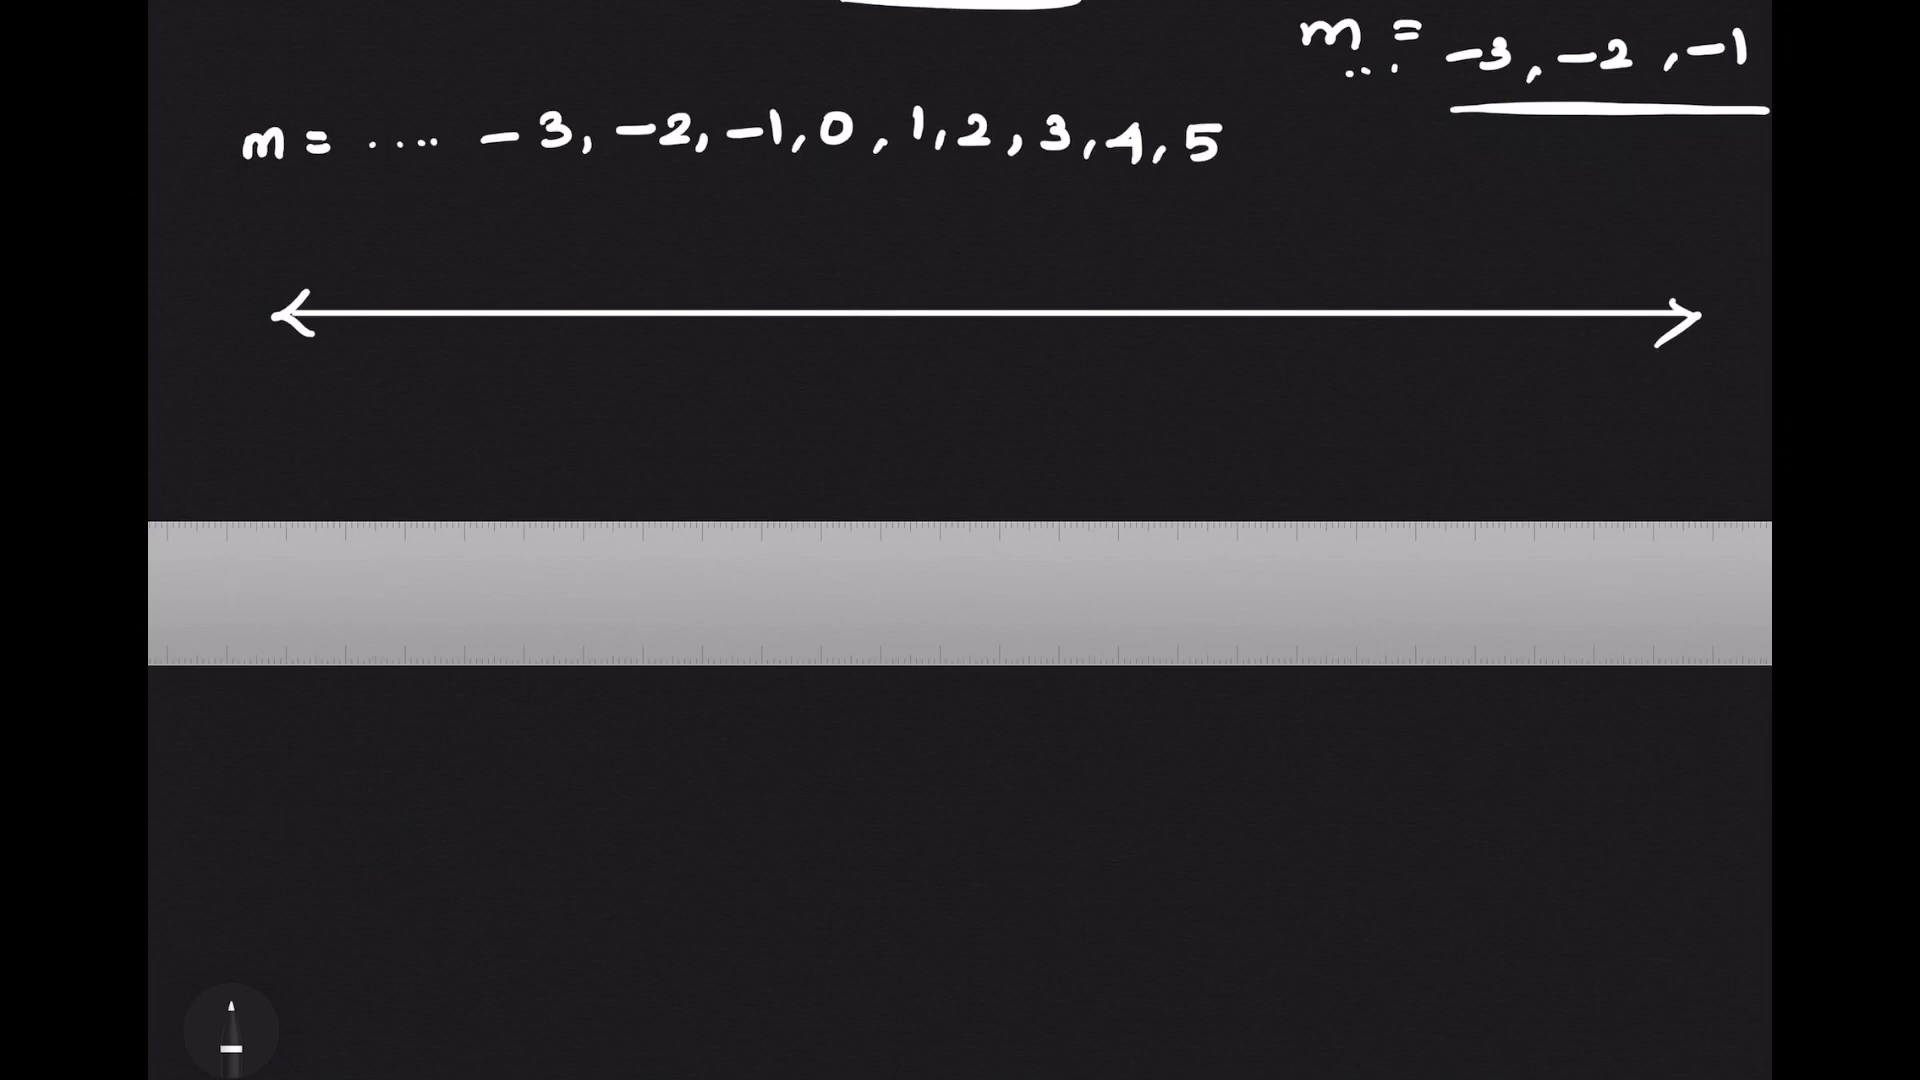 m = -3, -2, -1
...
m = .... -3, -2, -1, 0, 1, 2, 3, 4, 5